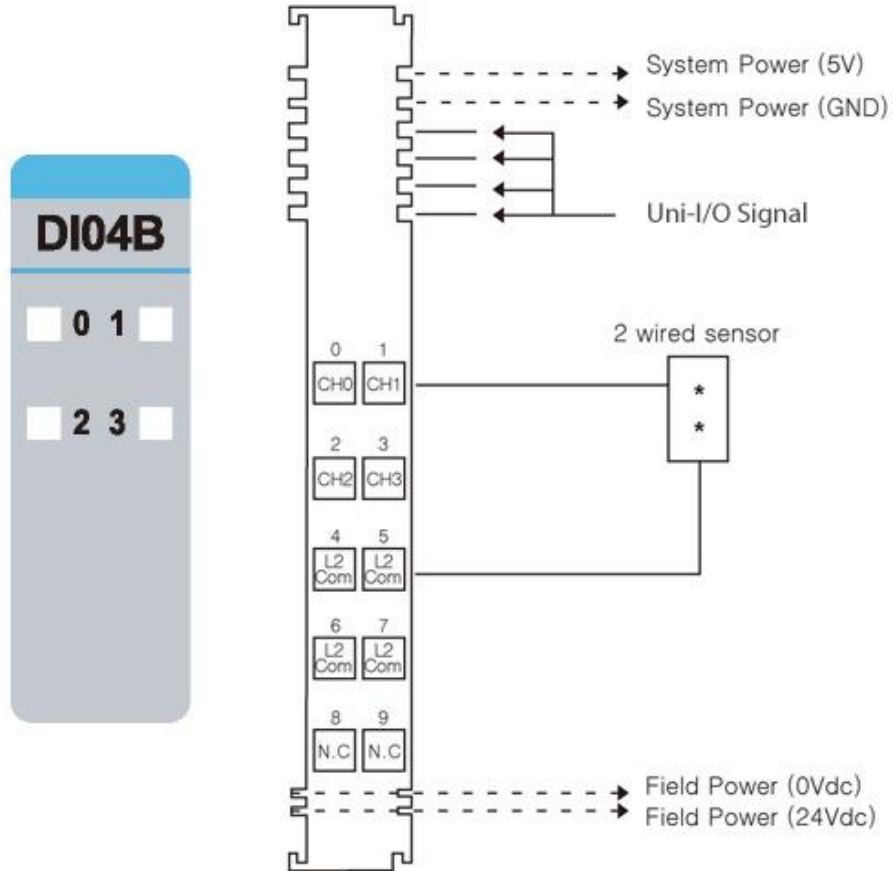 DI04B
0 1
2 3
System Power (5V)
System Power (GND)
Uni-I/O Signal
2 wired sensor
* 
*
0 1
CH0 CH1
2 3
CH2 CH3
4 5
L2 L2
Com Com
6 7
L2 L2
Com Com
8 9
N.C N.C
Field Power (0Vdc)
Field Power (24Vdc)